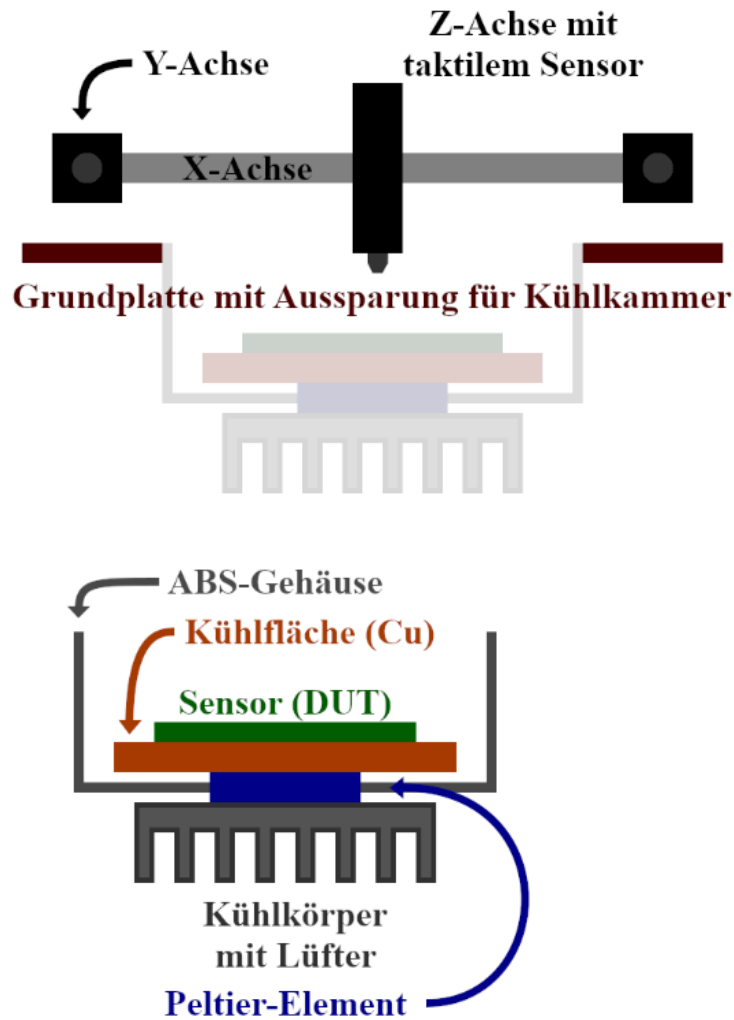 Z-Achse mit
taktilem Sensor
Y-Achse
X-Achse
Grundplatte mit Aussparung für Kühlkammer
ABS-Gehäuse
Kühlfläche (Cu)
Sensor (DUT)
Kühlkörper
mit Lüfter
Peltier-Element